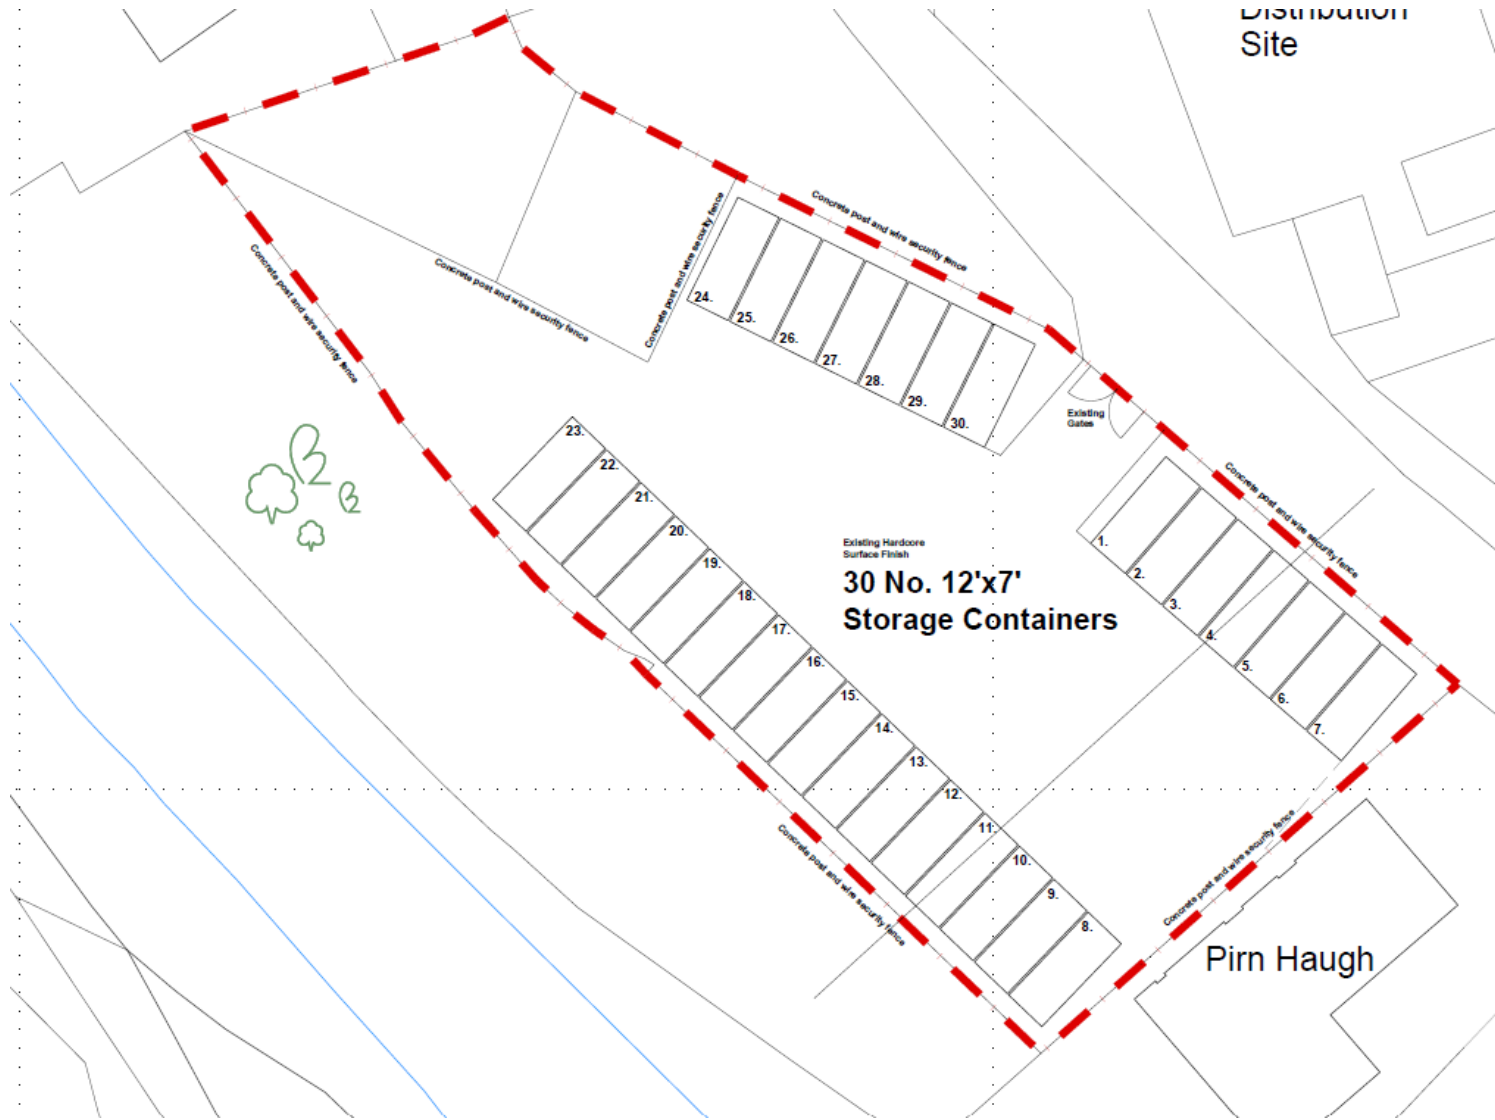 Distribution
Site
Concrete post and wire security fence
Concrete post and wire security fence
Concrete post and wire security fence
Concrete post and wire security fence
24.
25.
26.
27.
28.
29.
30.
Existing
Gates
23.
22.
21.
20.
19.
18.
17.
16.
15.
14.
13.
12.
11.
10.
9.
8.
Existing Hardcore
Surface Finish
30 No. 12'x7'
Storage Containers
Concrete post and wire security fence
1.
2.
3.
4.
5.
6.
7.
Concrete post and wire security fence
Concrete post and wire security fence
Pirn Haugh